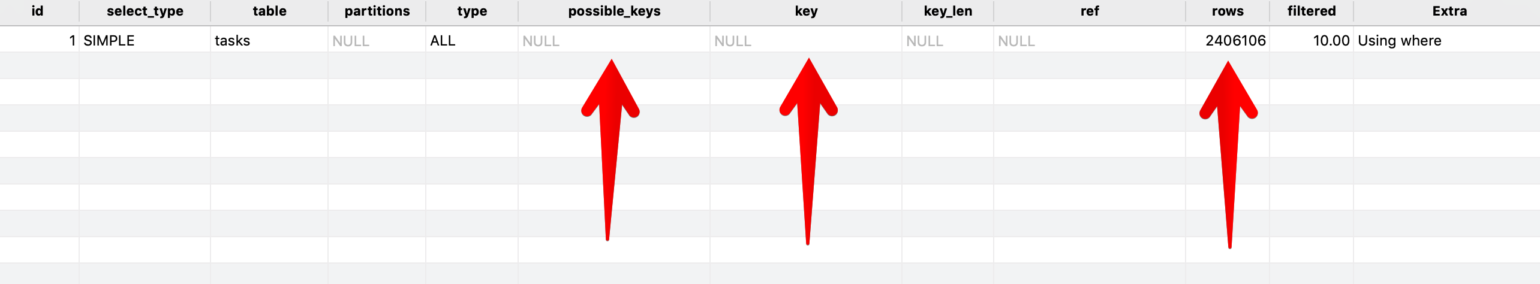 id select_type table partitions type possible_keys key key_len ref rows filtered Extra
1 SIMPLE tasks NULL ALL NULL NULL NULL NULL 2406106 10.00 Using where